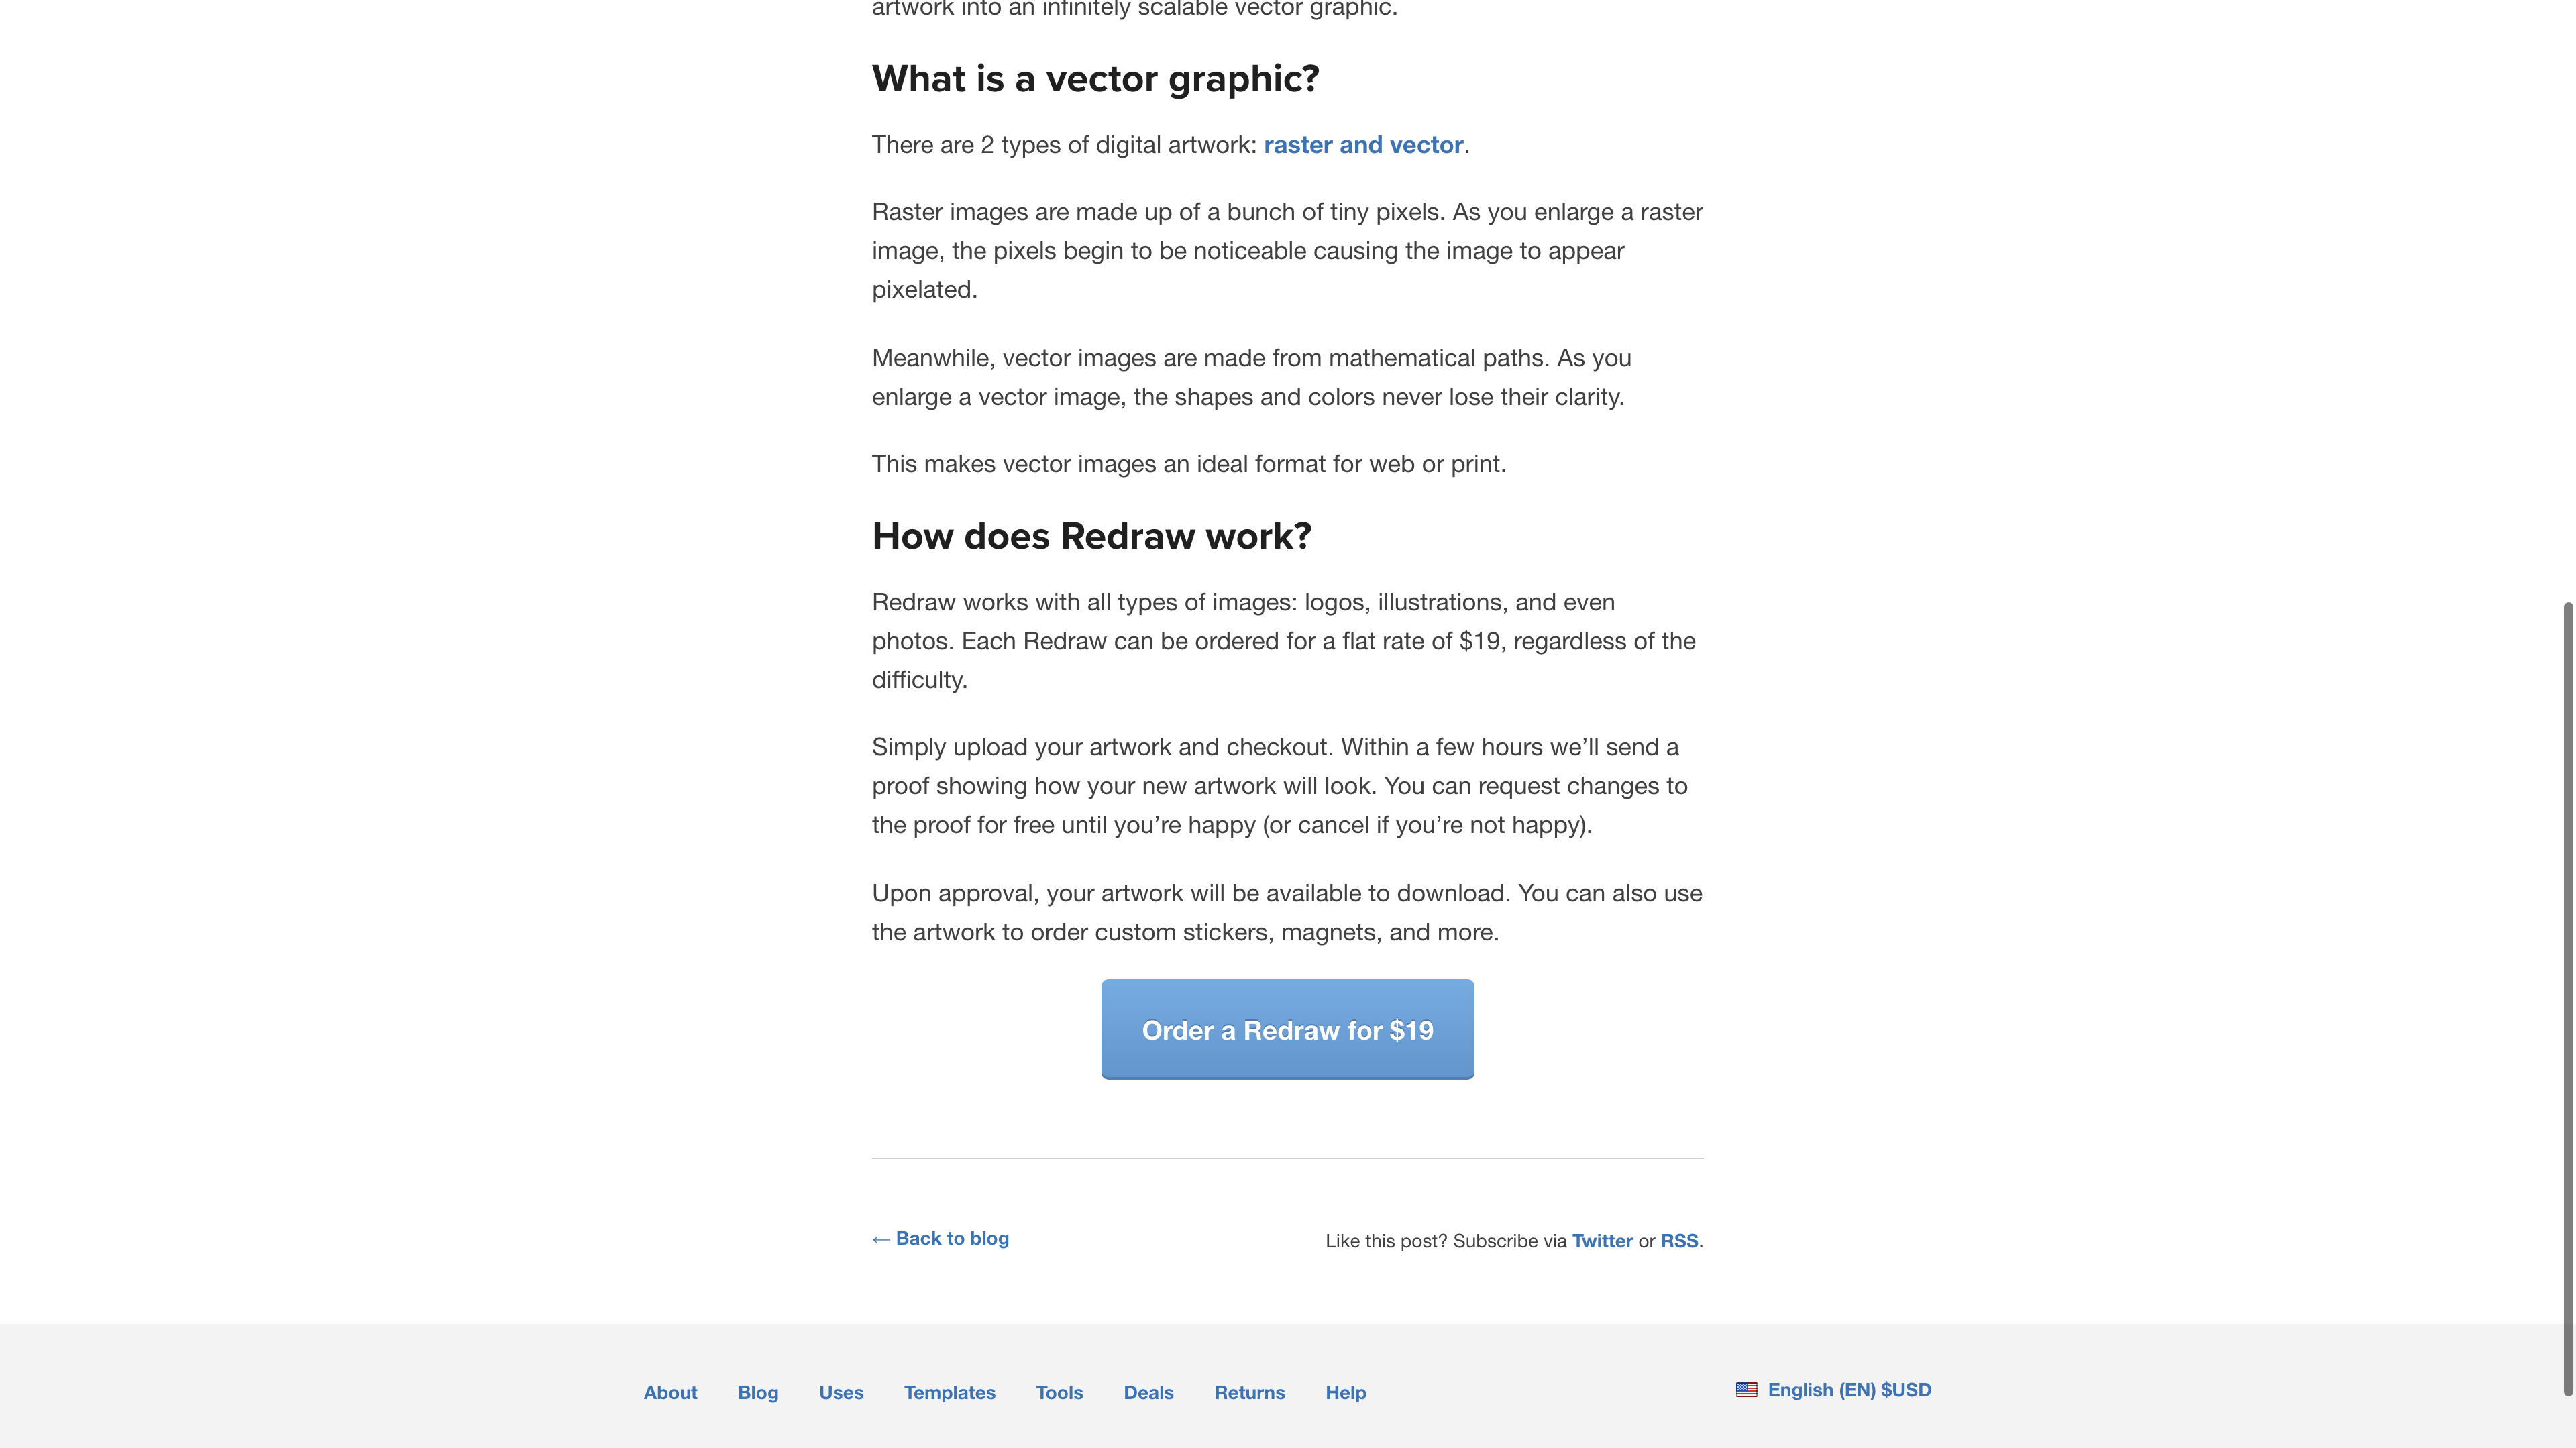 artwork into an infinitely scalable vector graphic.
What is a vector graphic?
There are 2 types of digital artwork: raster and vector.
Raster images are made up of a bunch of tiny pixels. As you enlarge a raster
image, the pixels begin to be noticeable causing the image to appear
pixelated.
Meanwhile, vector images are made from mathematical paths. As you
enlarge a vector image, the shapes and colors never lose their clarity.
This makes vector images an ideal format for web or print.
How does Redraw work?
Redraw works with all types of images: logos, illustrations, and even
photos. Each Redraw can be ordered for a flat rate of $19, regardless of the
difficulty.
Simply upload your artwork and checkout. Within a few hours we’ll send a
proof showing how your new artwork will look. You can request changes to
the proof for free until you’re happy (or cancel if you’re not happy).
Upon approval, your artwork will be available to download. You can also use
the artwork to order custom stickers, magnets, and more.
Order a Redraw for $19
← Back to blog
Like this post? Subscribe via Twitter or RSS.
About Blog Uses Templates Tools Deals Returns Help
English (EN) $USD